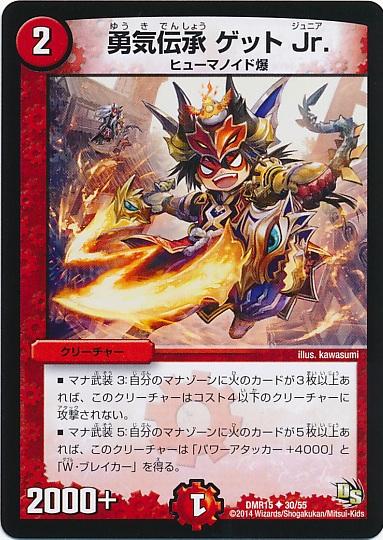 2
ゆうきでんしょう ジュニア
勇気伝承 ゲット Jr.
ヒューマノイド爆
クリーチャー
illus. kawasumi
■ マナ武装 3:自分のマナゾーンに火のカードが3枚以上あ
れば、このクリーチャーはコスト4以下のクリーチャーに
攻撃されない。
■ マナ武装 5:自分のマナゾーンに火のカードが5枚以上あ
れば、このクリーチャーは「パワーアタッカー +4000」と
「W・ブレイカー」を得る。
2000+
1
DMR15 ◆ 30/55
©2014 Wizards/Shogakukan/Mitsui-Kids
DS